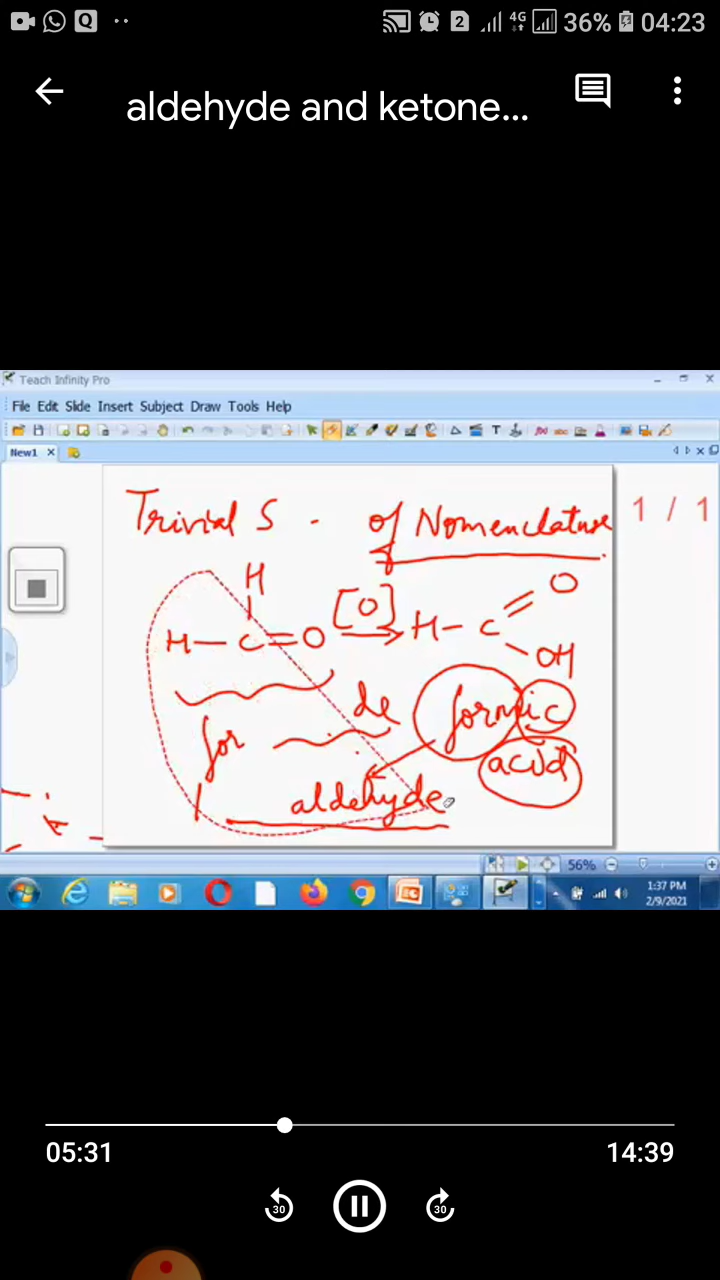 2 4G 36% 04:23
aldehyde and ketone...
Teach Infinity Pro
File Edit Slide Insert Subject Draw Tools Help
New1
Trivial S . of Nomenclature 1 / 1
H
H — C = O [O] → H — C = O
— OH
for de formic
aldehyde acid
56%
1:37 PM
2/9/2021
05:31 14:39
30 30